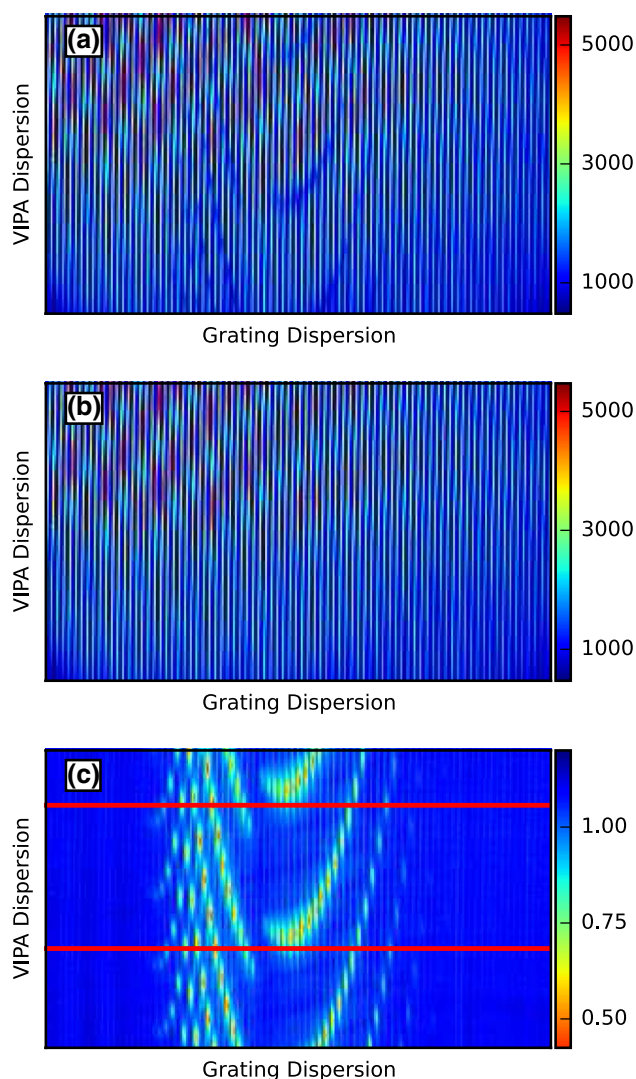 (a)
VIPA Dispersion
5000
3000
1000
Grating Dispersion
(b)
VIPA Dispersion
5000
3000
1000
Grating Dispersion
(c)
VIPA Dispersion
1.00
0.75
0.50
Grating Dispersion